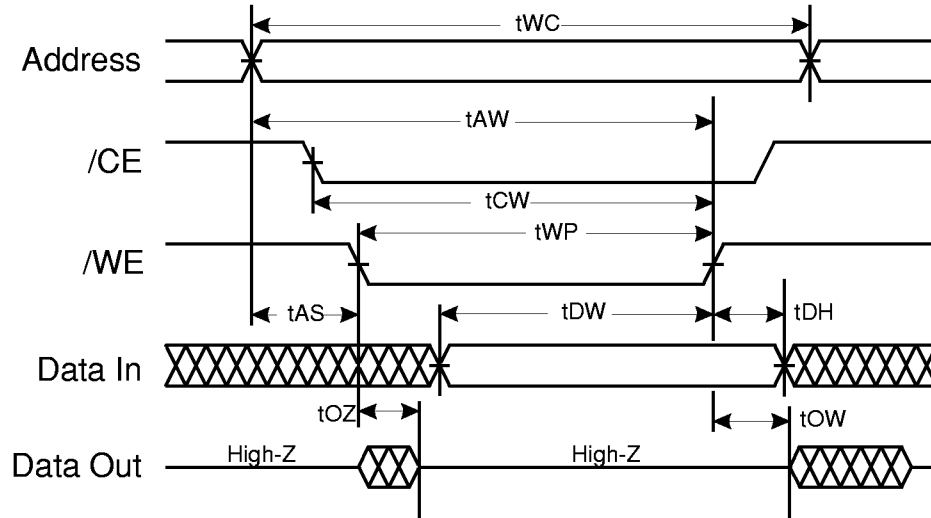 tWC
Address
tAW
/CE
tCW
tWP
/WE
tAS
tDW
tDH
Data In
tOZ
tOW
High-Z
High-Z
Data Out